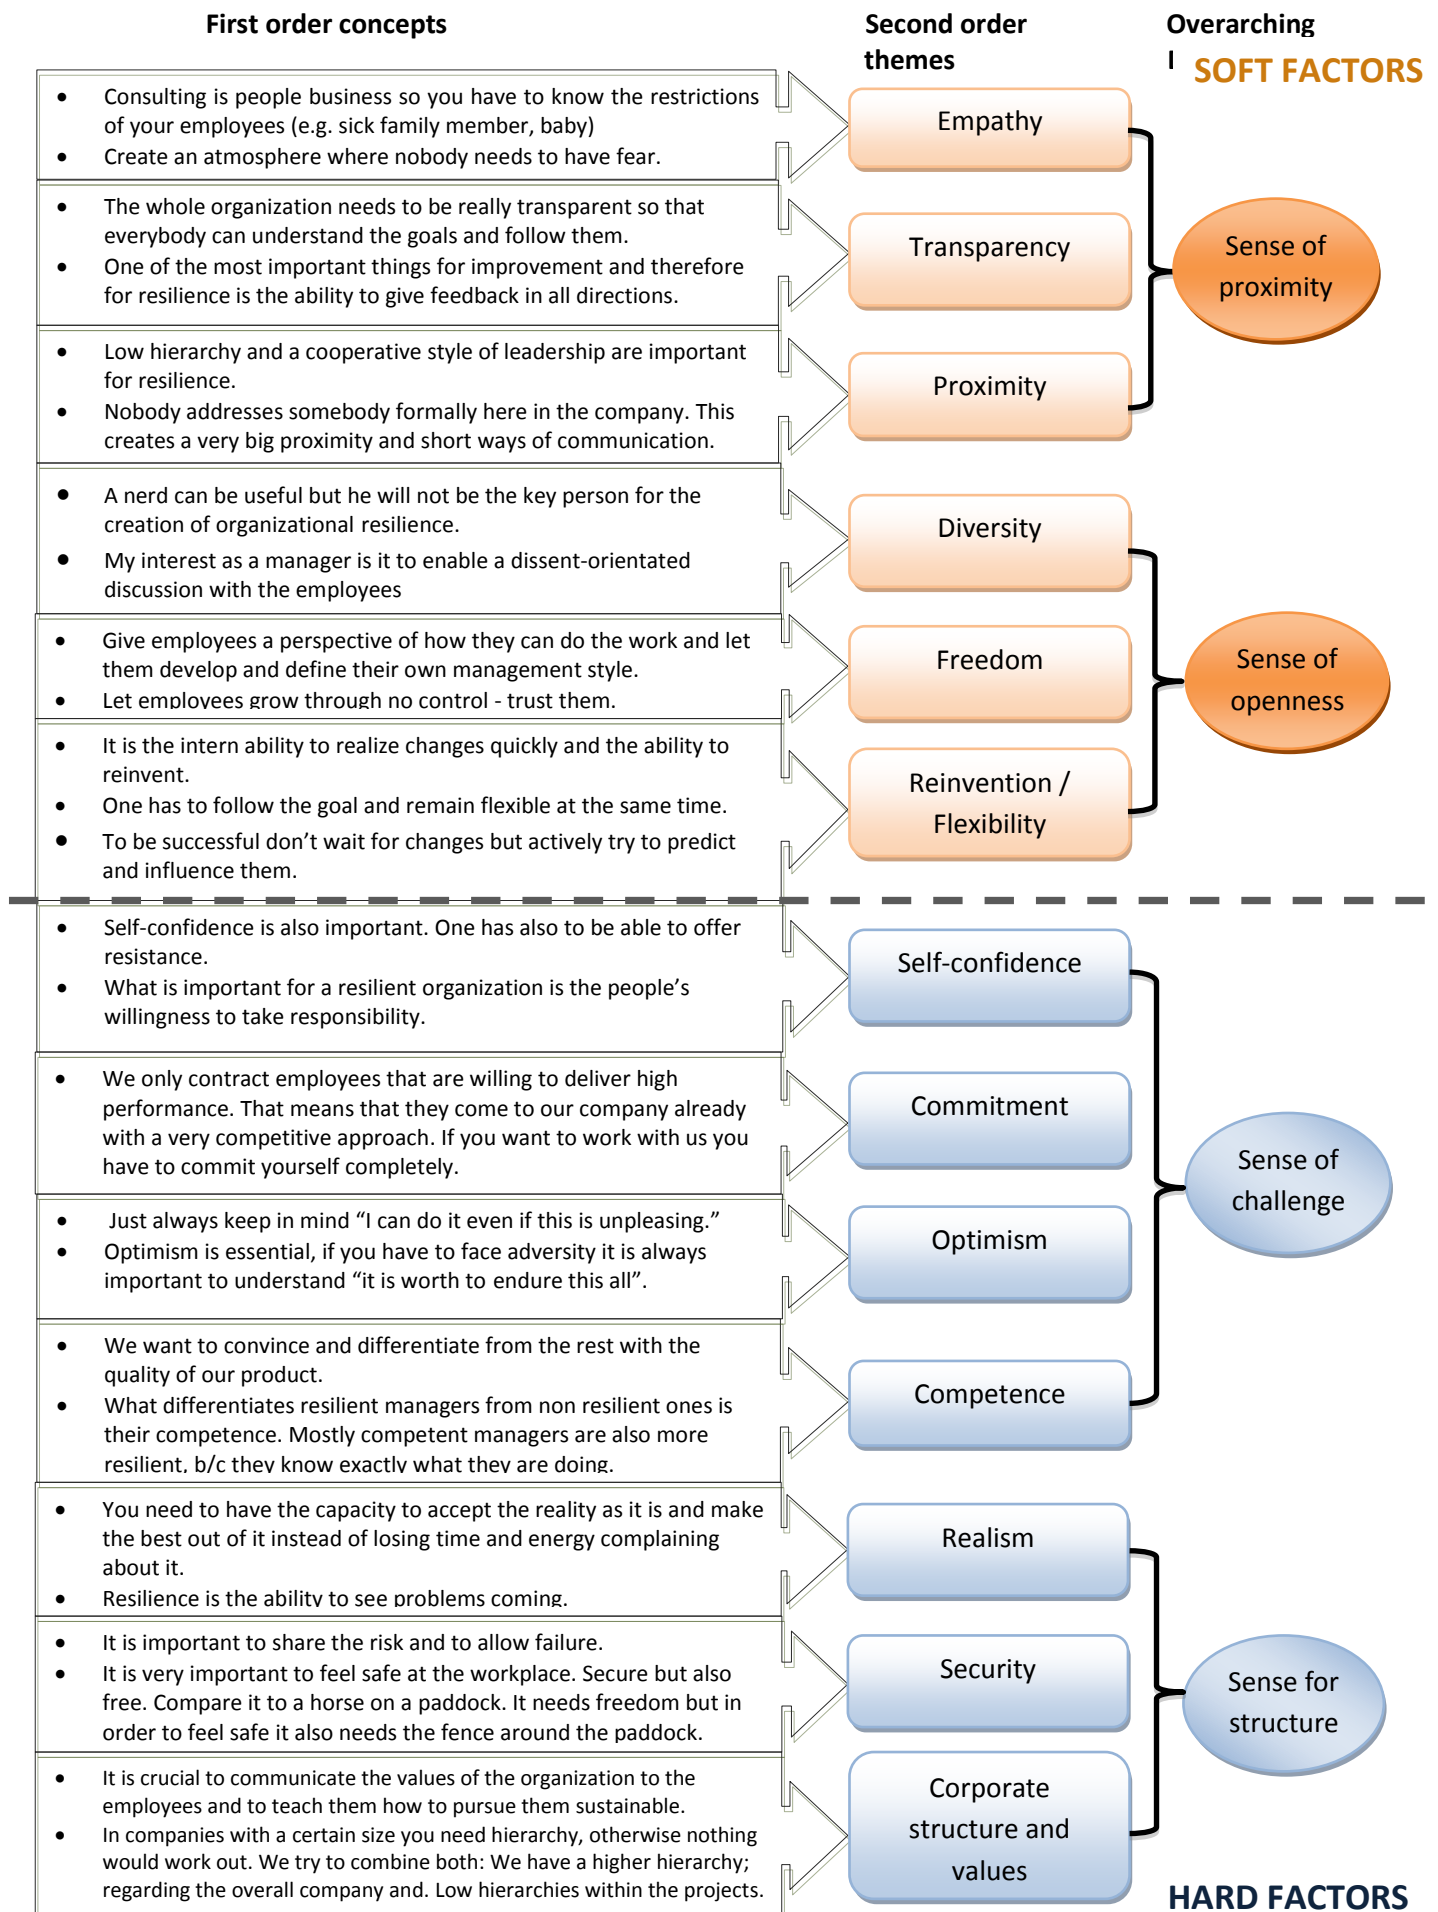 First order concepts
Second order
themes
Overarching
SOFT FACTORS
• Consulting is people business so you have to know the restrictions
of your employees (e.g. sick family member, baby)
• Create an atmosphere where nobody needs to have fear.
Empathy
• The whole organization needs to be really transparent so that
everybody can understand the goals and follow them.
• One of the most important things for improvement and therefore
for resilience is the ability to give feedback in all directions.
Transparency
Sense of
proximity
• Low hierarchy and a cooperative style of leadership are important
for resilience.
• Nobody addresses somebody formally here in the company. This
creates a very big proximity and short ways of communication.
Proximity
• A nerd can be useful but he will not be the key person for the
creation of organizational resilience.
• My interest as a manager is it to enable a dissent-orientated
discussion with the employees
Diversity
• Give employees a perspective of how they can do the work and let
them develop and define their own management style.
• Let employees grow through no control - trust them.
Freedom
Sense of
openness
• It is the intern ability to realize changes quickly and the ability to
reinvent.
• One has to follow the goal and remain flexible at the same time.
• To be successful don’t wait for changes but actively try to predict
and influence them.
Reinvention /
Flexibility
• Self-confidence is also important. One has also to be able to offer
resistance.
• What is important for a resilient organization is the people’s
willingness to take responsibility.
Self-confidence
• We only contract employees that are willing to deliver high
performance. That means that they come to our company already
with a very competitive approach. If you want to work with us you
have to commit yourself completely.
Commitment
Sense of
challenge
• Just always keep in mind “I can do it even if this is unpleasing.”
• Optimism is essential, if you have to face adversity it is always
important to understand “it is worth to endure this all”.
Optimism
• We want to convince and differentiate from the rest with the
quality of our product.
• What differentiates resilient managers from non resilient ones is
their competence. Mostly competent managers are also more
resilient, b/c they know exactly what they are doing.
Competence
• You need to have the capacity to accept the reality as it is and make
the best out of it instead of losing time and energy complaining
about it.
• Resilience is the ability to see problems coming.
Realism
• It is important to share the risk and to allow failure.
• It is very important to feel safe at the workplace. Secure but also
free. Compare it to a horse on a paddock. It needs freedom but in
order to feel safe it also needs the fence around the paddock.
Security
Sense for
structure
• It is crucial to communicate the values of the organization to the
employees and to teach them how to pursue them sustainable.
• In companies with a certain size you need hierarchy, otherwise nothing
would work out. We try to combine both: We have a higher hierarchy;
regarding the overall company and. Low hierarchies within the projects.
Corporate
structure and
values
HARD FACTORS